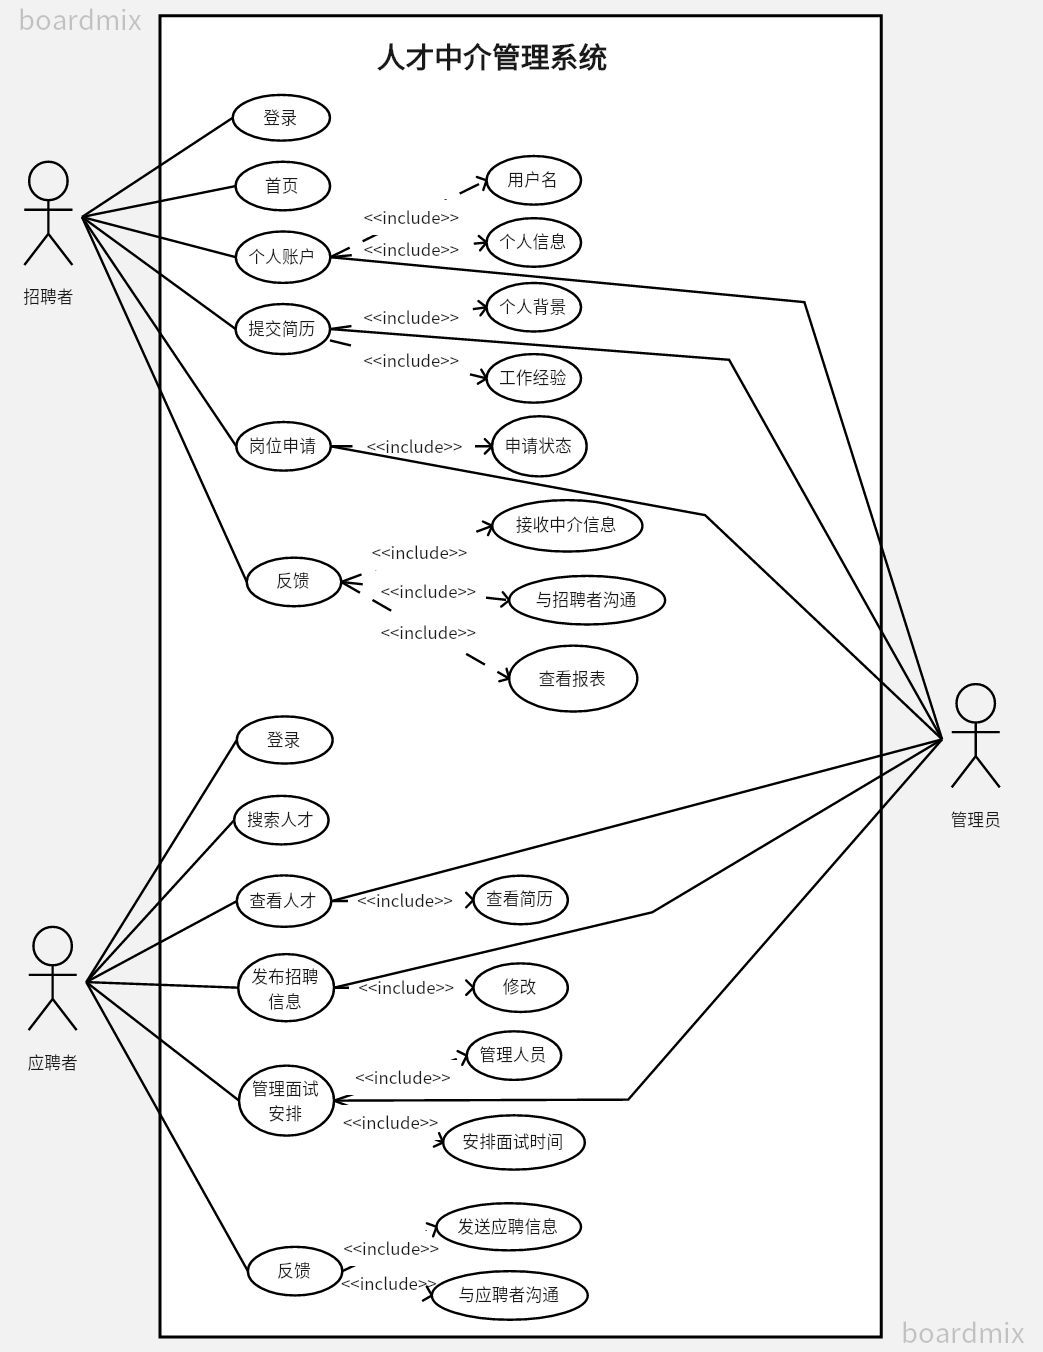 boardmix
人才中介管理系统
登录
首页
用户名
<<include>>
个人账户
<<include>>
个人信息
招聘者
提交简历
<<include>>
个人背景
<<include>>
工作经验
岗位申请
<<include>>
申请状态
接收中介信息
<<include>>
反馈
<<include>>
与招聘者沟通
<<include>>
查看报表
登录
搜索人才
管理员
查看人才
<<include>>
查看简历
发布招聘
信息
<<include>>
修改
应聘者
管理人员
<<include>>
管理面试
安排
<<include>>
安排面试时间
发送应聘信息
<<include>>
反馈
<<include>>
与应聘者沟通
boardmix